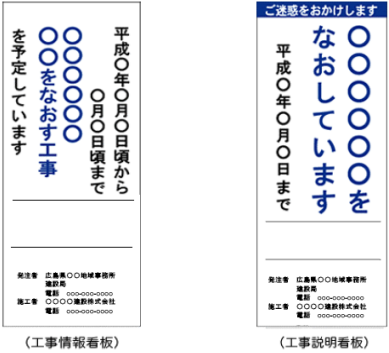 平成〇年〇月〇日頃から
〇月〇日頃まで
〇〇〇〇〇〇
〇〇をなおす工事
を予定しています
発注者 広島県〇〇地域事務所
建設局
電話 ○○○-○○○-○○○○
施工者 〇〇〇〇建設株式会社
電話 ○○○-○○○-○○○○
（工事情報看板）
ご迷惑をおかけします
〇〇〇〇〇〇〇を
なおしています
平成〇年〇月〇日まで
発注者 広島県〇〇地域事務所
建設局
電話 ○○○-○○○-○○○○
施工者 〇〇〇〇建設株式会社
電話 ○○○-○○○-○○○○
（工事説明看板）